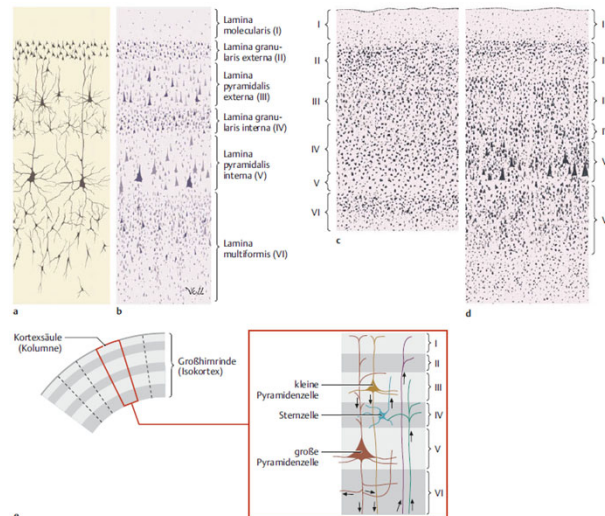 Lamina
molecularis (I)
Lamina granu-
laris externa (II)
Lamina
pyramidalis
externa (III)
Lamina granu-
laris interna (IV)
Lamina
pyramidalis
interna (V)
Lamina
multiformis (VI)
a
b
I
II
III
IV
V
VI
c
I
V
d
Kortexsäule
(Kolumne)
Großhirnrinde
(Isokortex)
kleine
Pyramidenzelle
Sternzelle
große
Pyramidenzelle
I
II
III
IV
V
VI